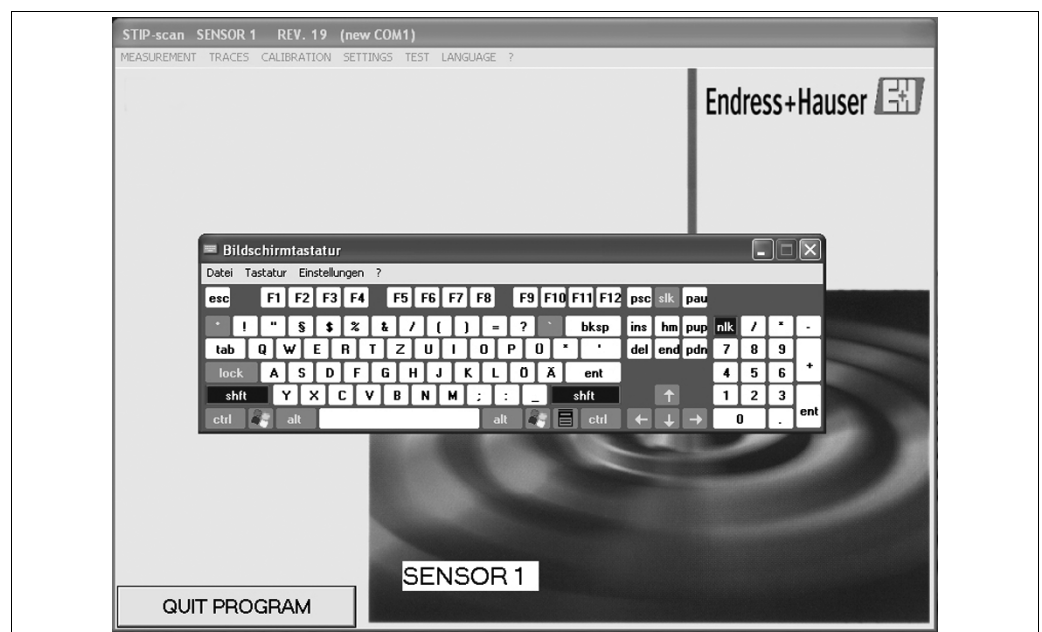 STIP-scan SENSOR 1 REV. 19 (new COM1)
MEASUREMENT TRACES CALIBRATION SETTINGS TEST LANGUAGE ?
Endress+Hauser
Bildschirmtastatur
Datei Tastatur Einstellungen ?
esc F1 F2 F3 F4 F5 F6 F7 F8 F9 F10 F11 F12 psc slk pau
° ! " § $ % & / ( ) = ? ` bksp ins hm pup nlk / * -
tab Q W E R T Z U I O P Ü * ' del end pdn 7 8 9 +
lock A S D F G H J K L Ö Ä ent 4 5 6
shft Y X C V B N M ; : _ shft ↑ 1 2 3 ent
ctrl alt alt ctrl ← ↓ → 0 .
SENSOR 1
QUIT PROGRAM